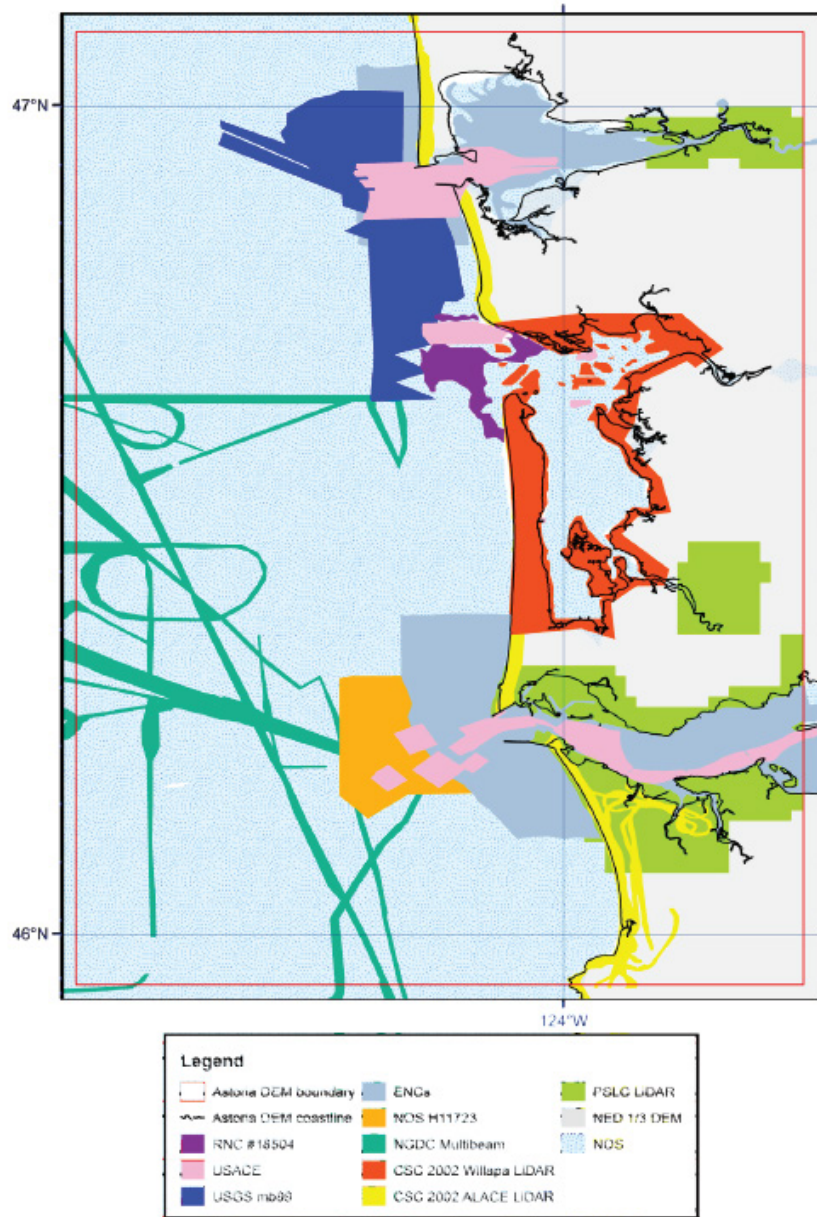 47°N
46°N
124°W
Legend
Astoria DEM boundary
Astoria DEM coastline
RNC #18504
USACE
USGS mb98
ENCs
NOS H11723
NGDC Multibeam
CSC 2002 Willapa LiDAR
CSC 2002 ALACE LiDAR
PSLC LiDAR
NED 1/3 DEM
NOS